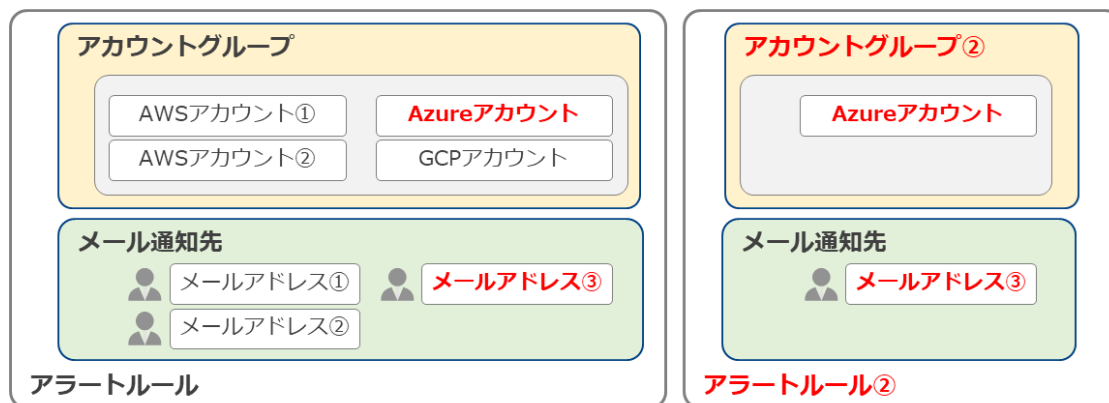 アカウントグループ
AWSアカウント①
Azureアカウント
AWSアカウント②
GCPアカウント
メール通知先
メールアドレス①
メールアドレス③
メールアドレス②
アラートルール
アカウントグループ②
Azureアカウント
メール通知先
メールアドレス③
アラートルール②